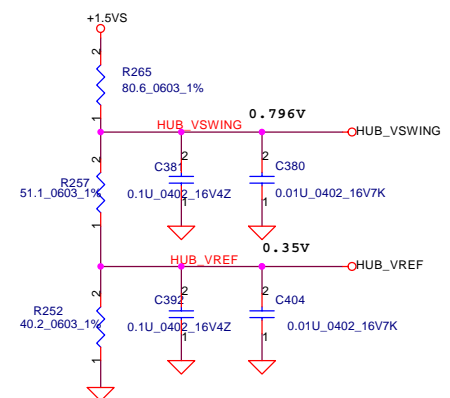 +1.5VS
2
R265
80.6_0603_1%
1
0.796V
HUB_VSWING
HUB_VSWING
2
C381
0.1U_0402_16V4Z
1
2
C380
0.01U_0402_16V7K
1
2
R257
51.1_0603_1%
1
0.35V
HUB_VREF
HUB_VREF
2
C392
0.1U_0402_16V4Z
1
2
C404
0.01U_0402_16V7K
1
2
R252
40.2_0603_1%
1